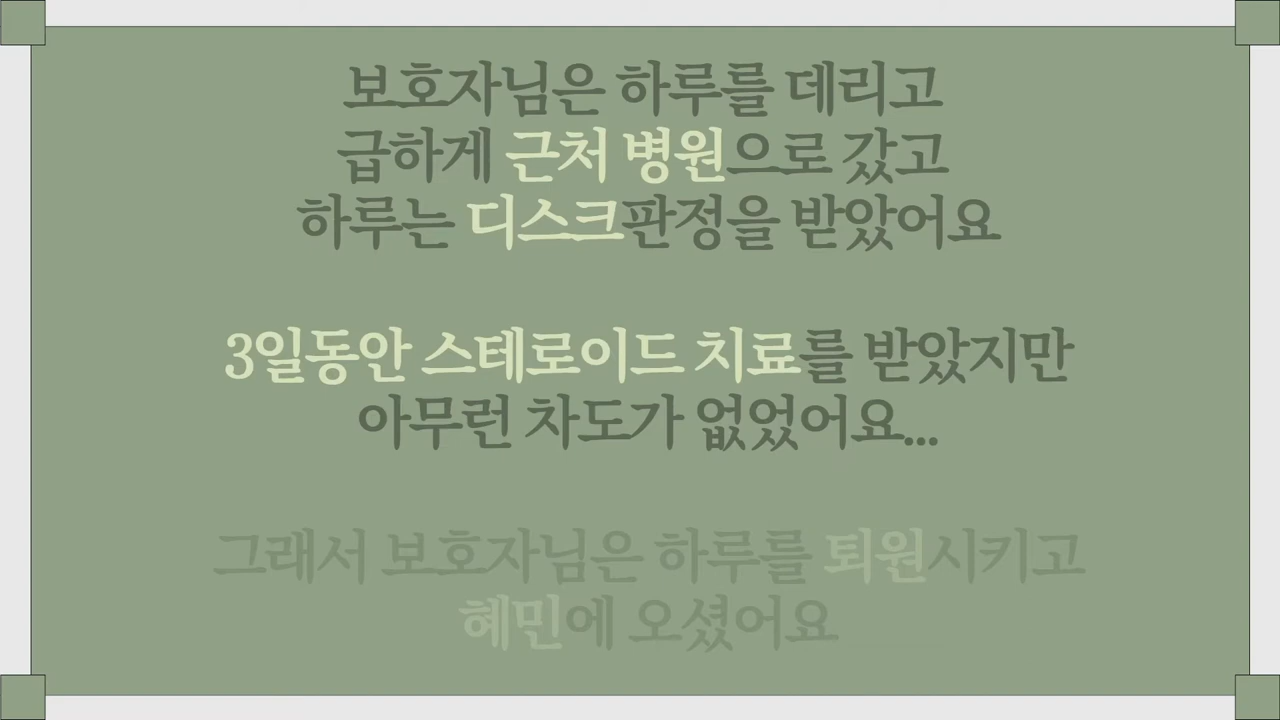 보호자님은 하루를 데리고
급하게 근처 병원으로 갔고
하루는 디스크판정을 받았어요
3일동안 스테로이드 치료를 받았지만
아무런 차도가 없었어요...
그래서 보호자님은 하루를 퇴원시키고
혜민에 오셨어요